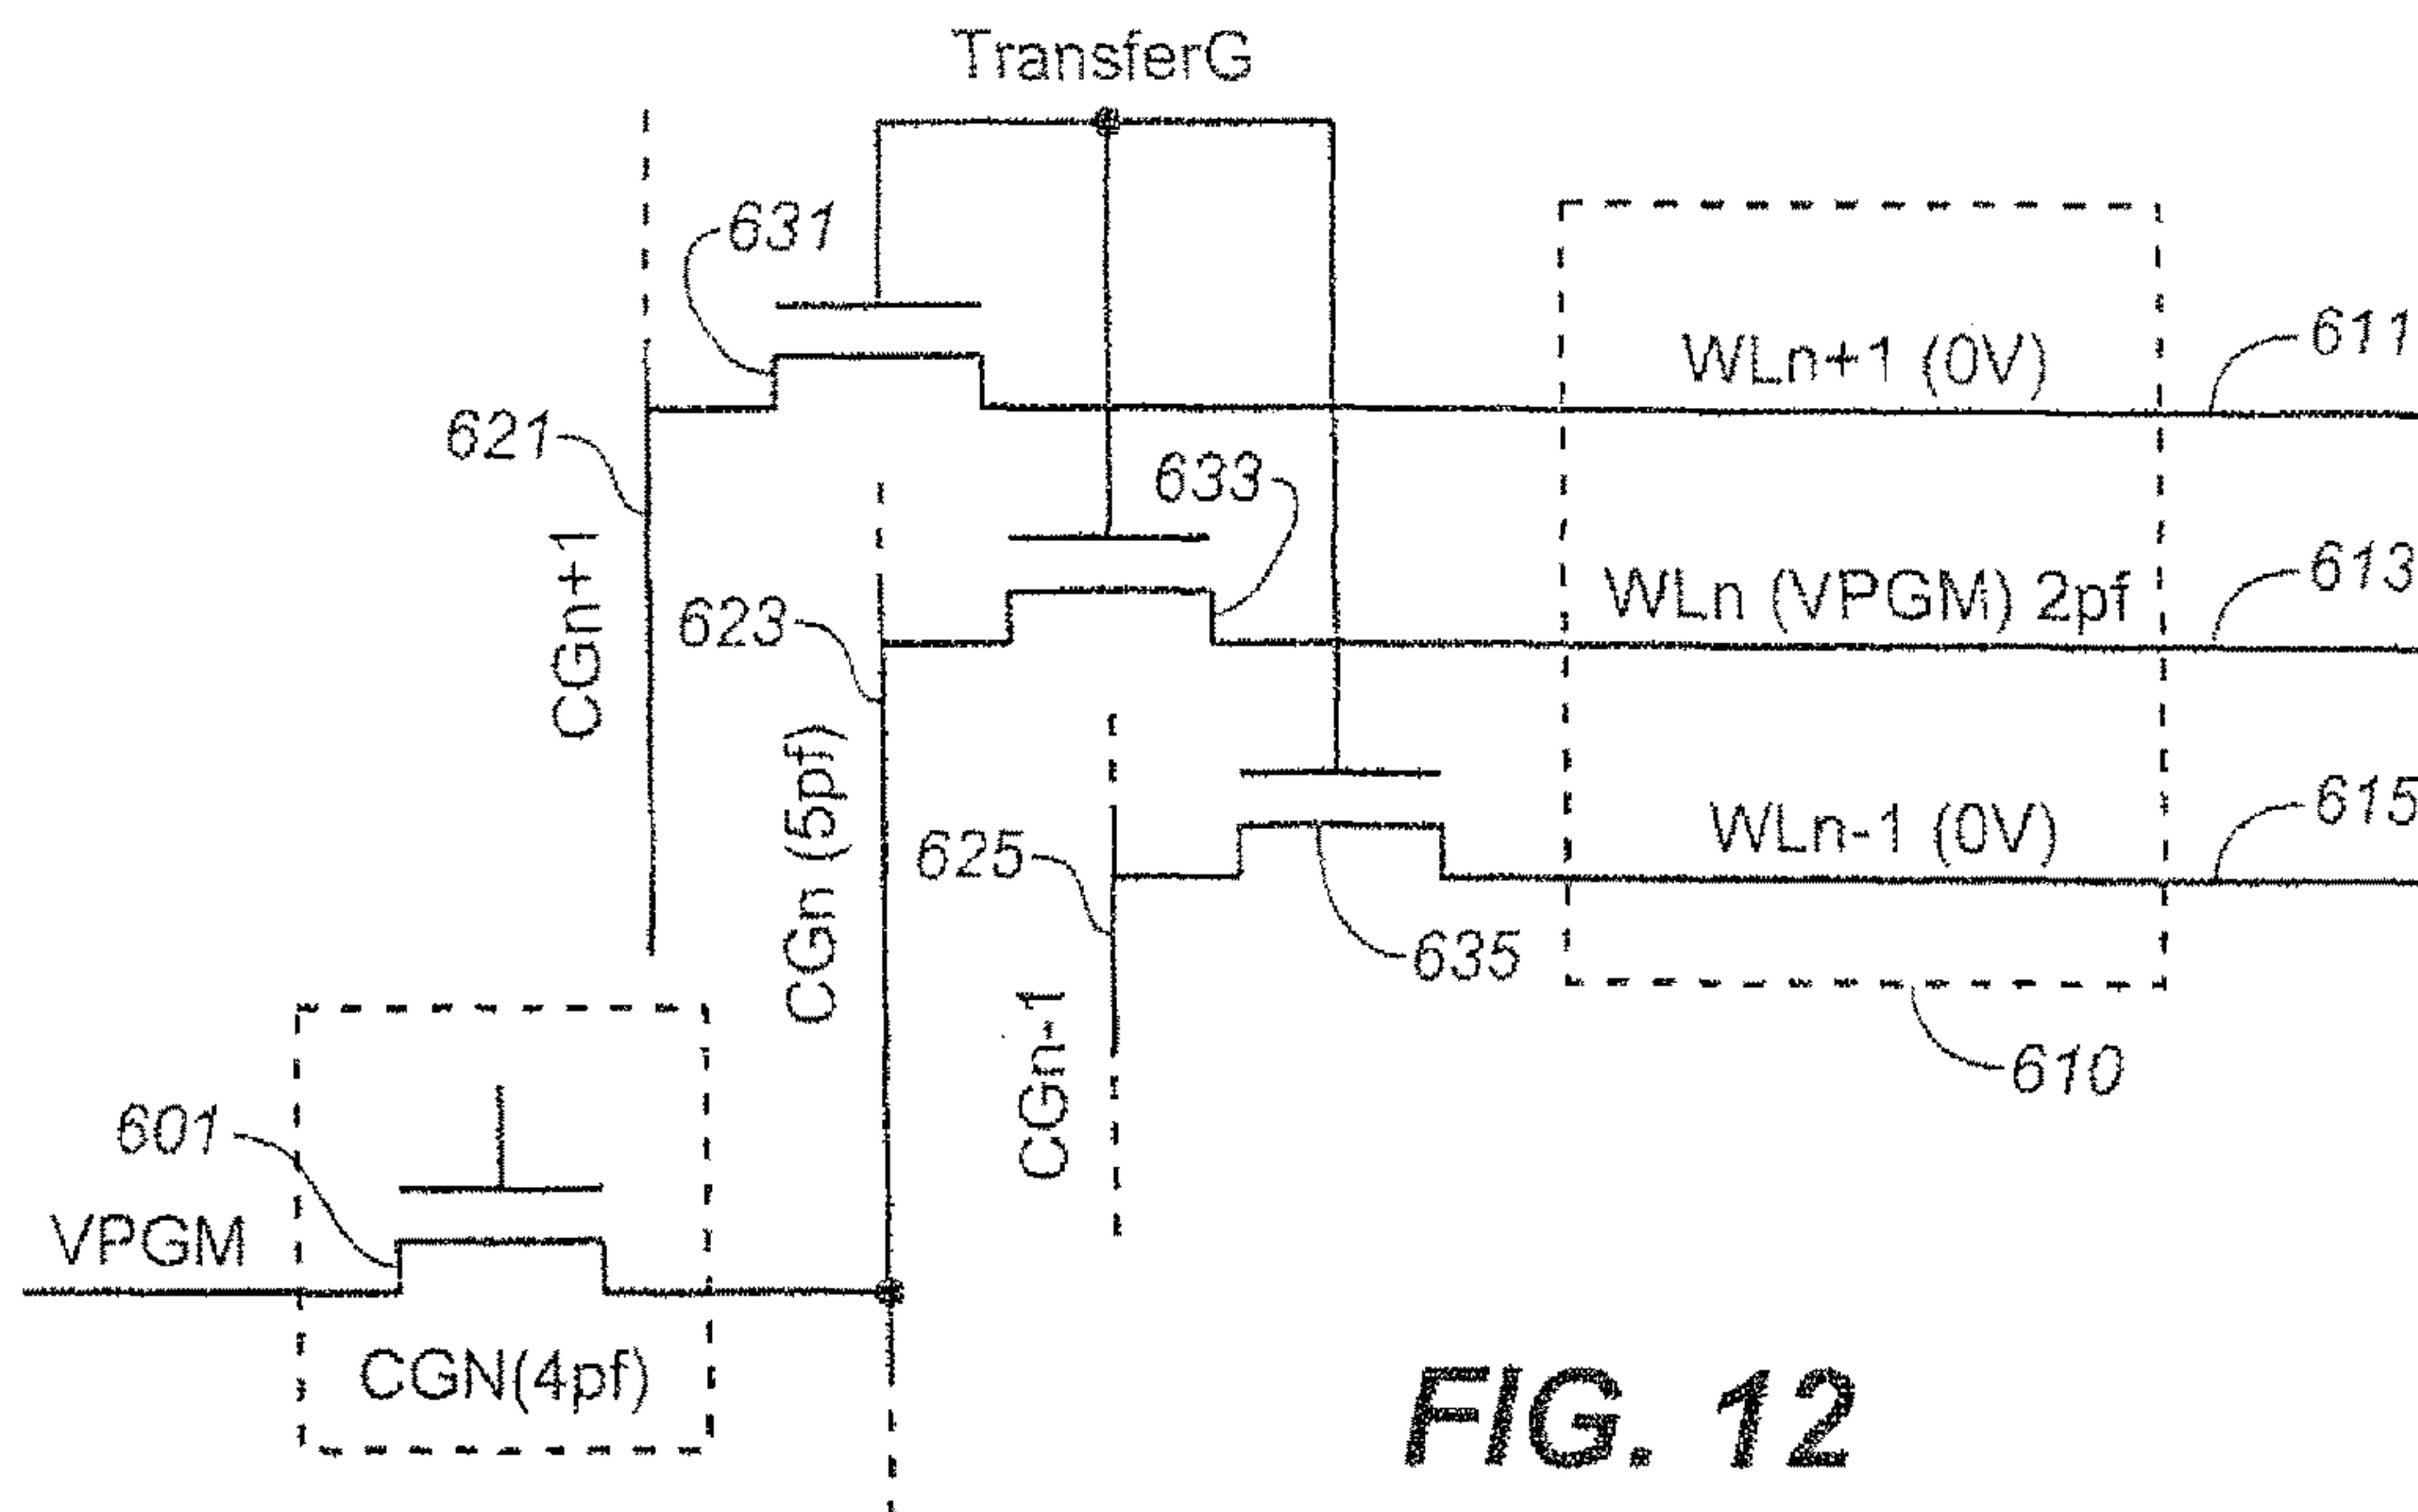 TransferG
631
WLn+1 (0V)
611
621
CGn+1
633
WLn (VPGM) 2pf
613
623
CGn (5pf)
WLn-1 (0V)
615
625
635
CGn-1
610
601
VPGM
CGN(4pf)
FIG. 12